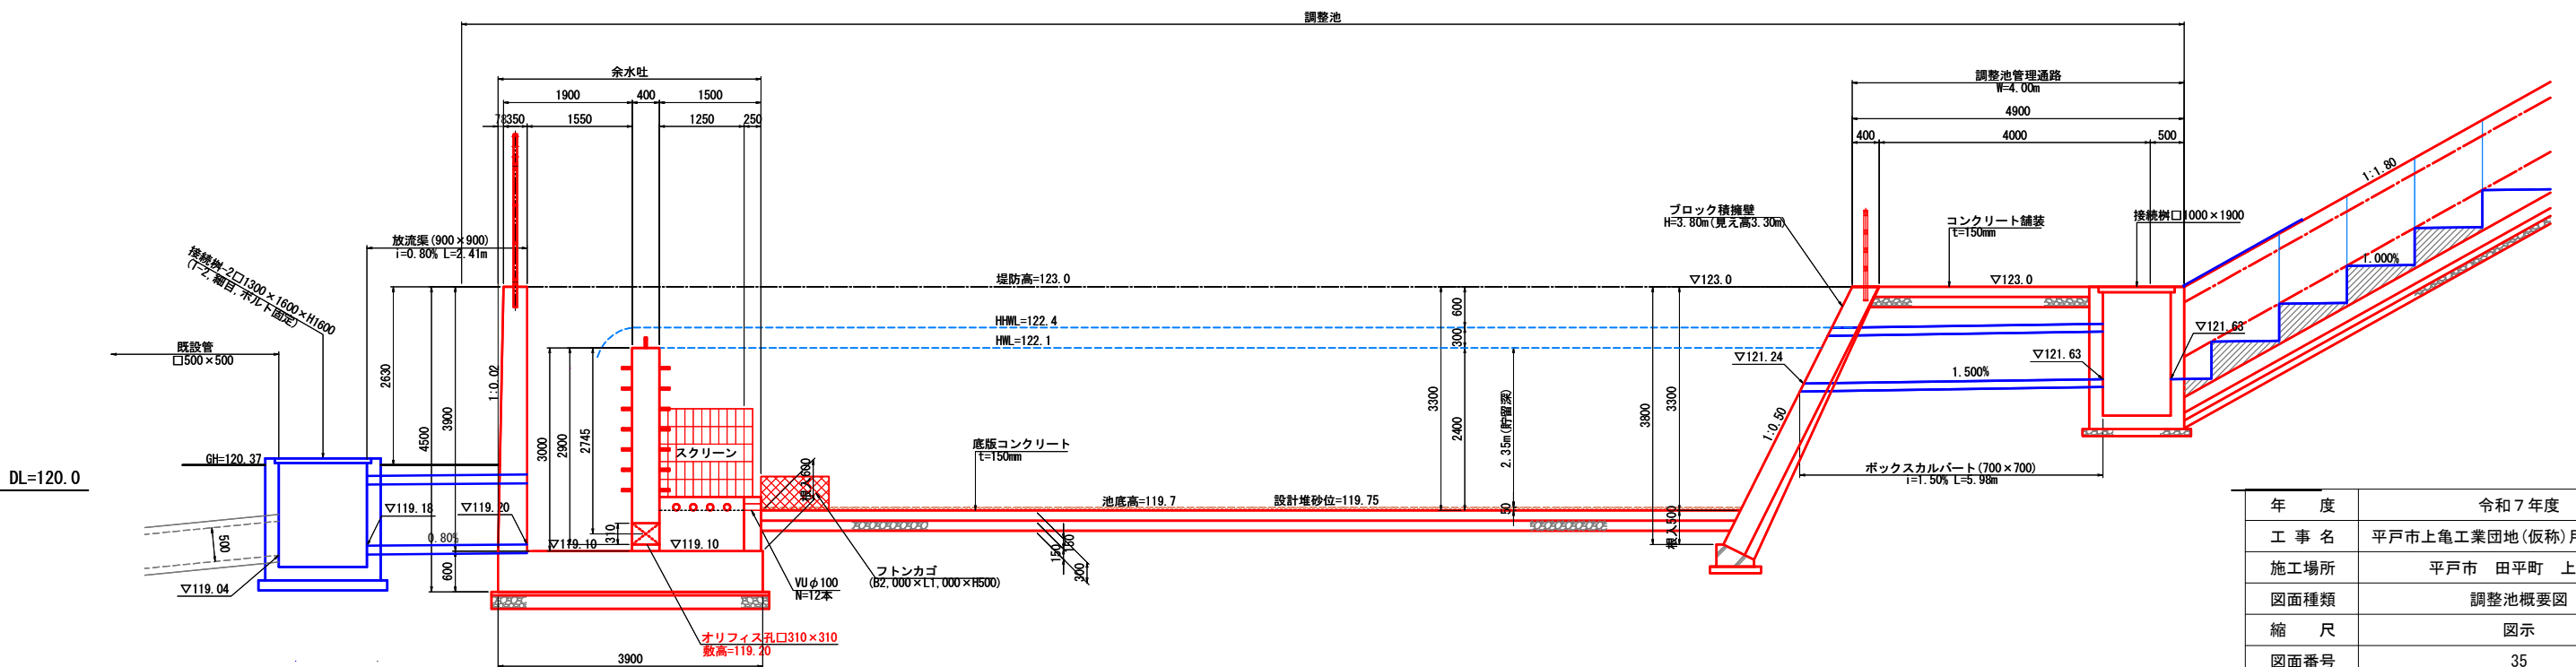 調整池
余水吐
調整池管理通路
W=4.00m
1900
400
1500
4900
78
350
1550
1250
250
400
4000
500
1:1.80
ブロック積擁壁
H=3.80m(見え高3.30m)
コンクリート舗装
t=150mm
接続桝□1000×1900
放流渠(900×900)
i=0.80% L=2.41m
接続桝-2□1300×1600×H1600
(T-2,細目,ボルト固定)
堤防高=123.0
▽123.0
▽123.0
1.000%
600
HHWL=122.4
300
HWL=122.1
▽121.63
▽121.63
▽121.24
既設管
□500×500
2630
1:0.02
1.500%
3900
4500
3000
2900
2745
3300
2400
2.35m(貯留深)
3800
3300
1:0.50
スクリーン
底版コンクリート
t=150mm
根入600
GH=120.37
DL=120.0
ボックスカルバート(700×700)
i=1.50% L=5.98m
池底高=119.7
設計堆砂位=119.75
50
根入500
▽119.18
▽119.20
0.80%
500
310
▽119.10
▽119.10
150
150
300
600
▽119.04
VUφ100
N=12本
フトンカゴ
(B2,000×L1,000×H500)
オリフィス孔□310×310
敷高=119.20
3900
年 度
令和７年度
工 事 名
平戸市上亀工業団地(仮称)
施工場所
平戸市 田平町 上
図面種類
調整池概要図
縮 尺
図示
図面番号
35